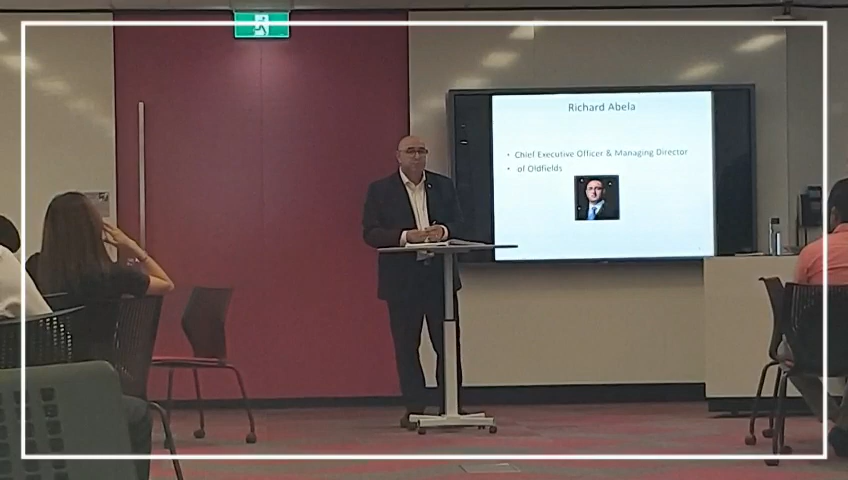 Richard Abela
• Chief Executive Officer & Managing Director
• of Oldfields